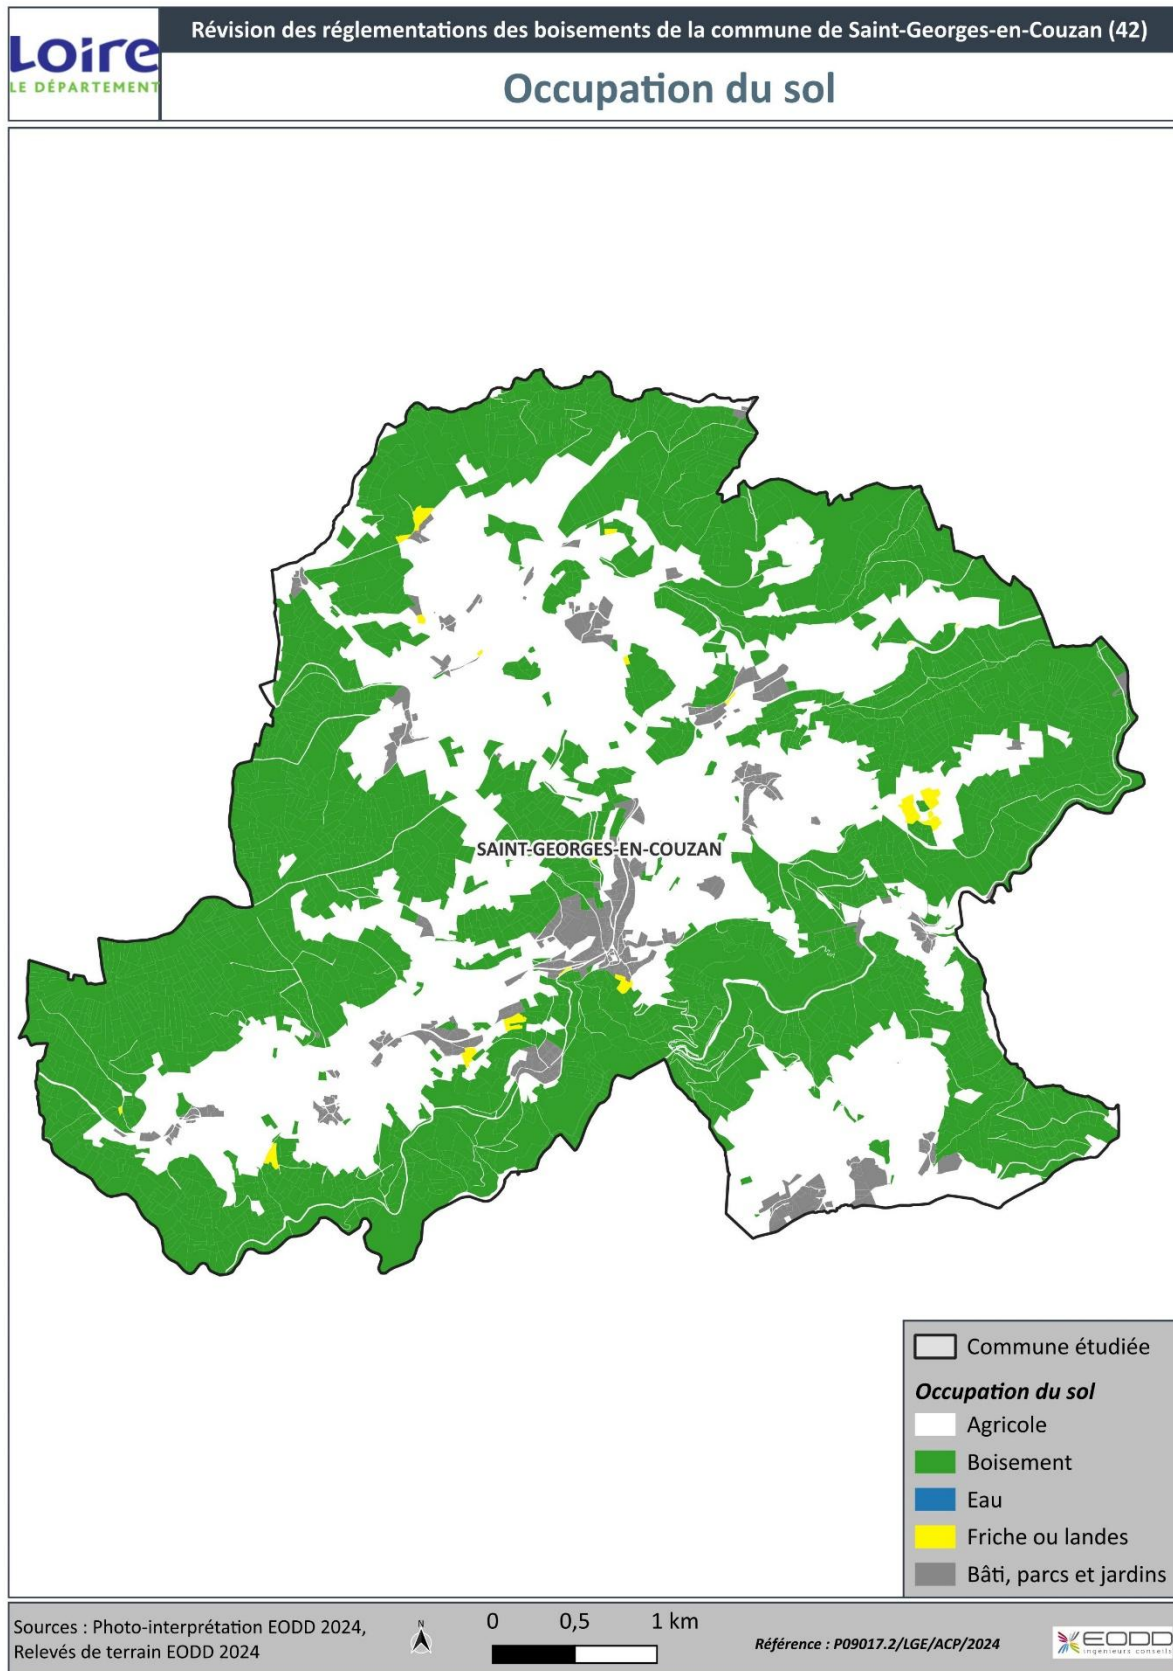 Loire
LE DÉPARTEMENT
Révision des réglementations des boisements de la commune de Saint-Georges-en-Couzan (42)
Occupation du sol
SAINT-GEORGES-EN-COUZAN
Commune étudiée
Occupation du sol
Agricole
Boisement
Eau
Friche ou landes
Bâti, parcs et jardins
Sources : Photo-interprétation EODD 2024,
Relevés de terrain EODD 2024
N
0 0,5 1 km
Référence : P09017.2/LGE/ACP/2024
EODD
ingénieurs conseils